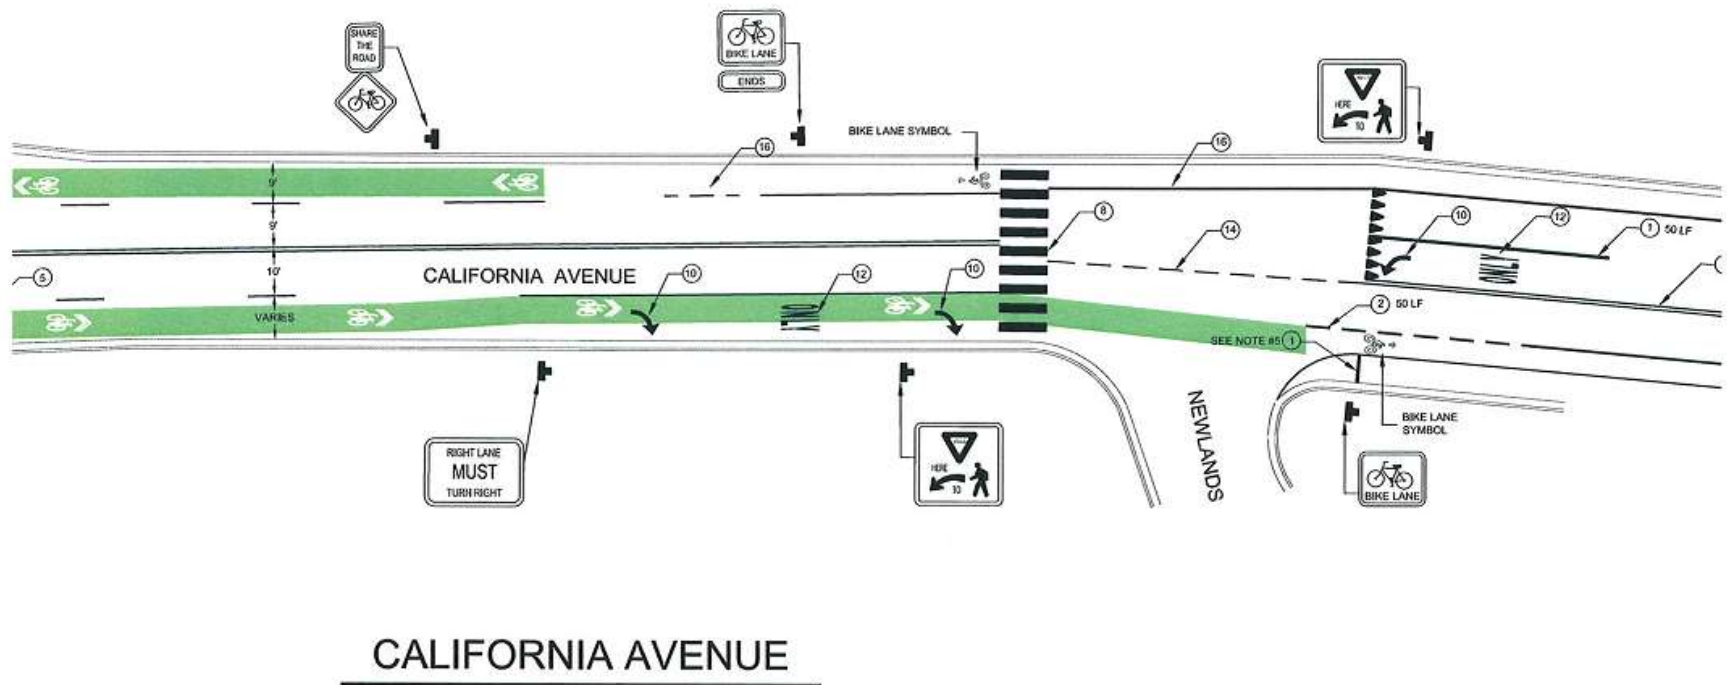 SHARE
THE
ROAD
BIKE LANE
ENDS
HERE
TO
BIKE LANE SYMBOL
16
16
9'
9'
10'
VARIES
5
CALIFORNIA AVENUE
10
12
10
8
14
10
12
1 50 LF
2 50 LF
SEE NOTE #5 1
BIKE LANE
SYMBOL
RIGHT LANE
MUST
TURN RIGHT
HERE
TO
NEWLANDS
BIKE LANE
CALIFORNIA AVENUE